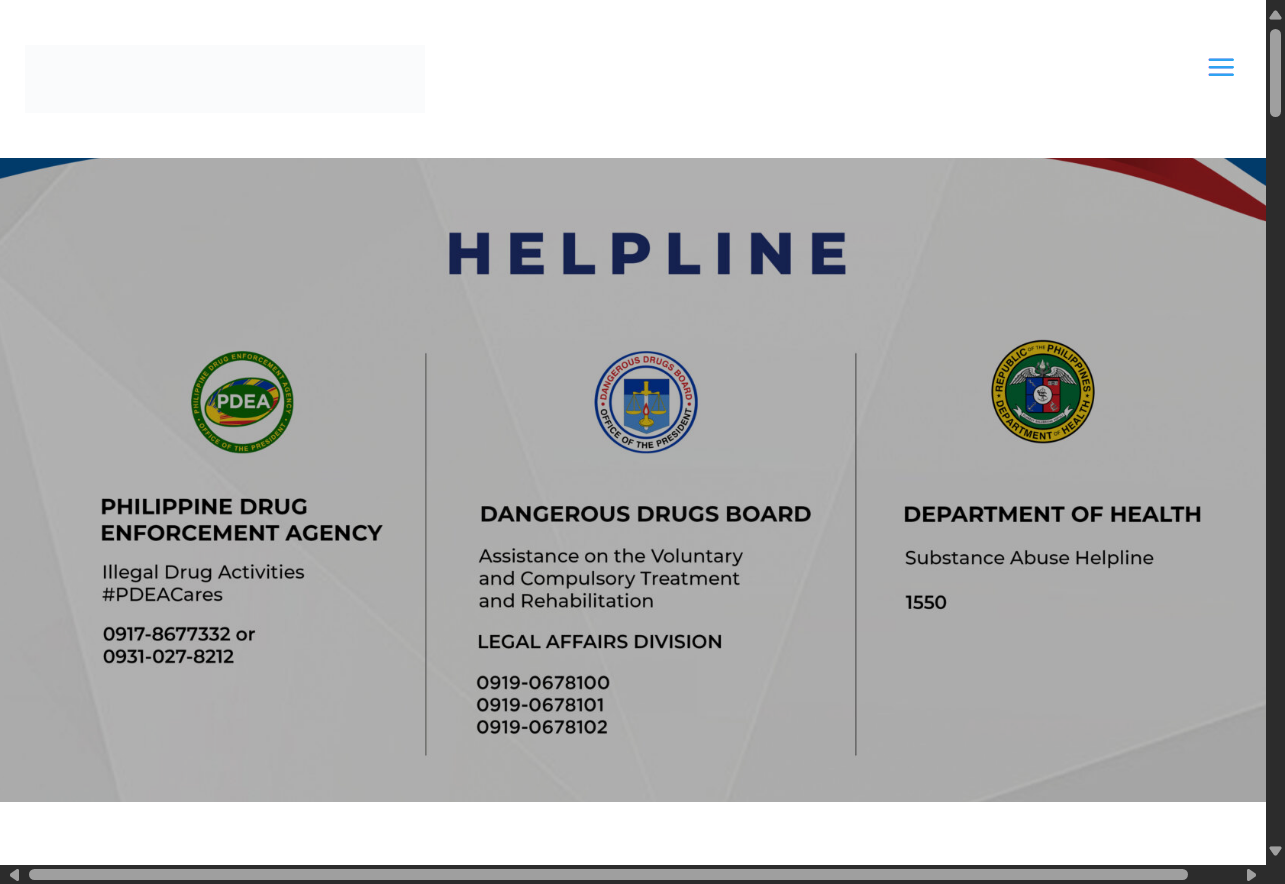 HELPLINE
PHILIPPINE DRUG ENFORCEMENT AGENCY
PDEA
OFFICE OF THE PRESIDENT
PHILIPPINE DRUG
ENFORCEMENT AGENCY
Illegal Drug Activities
#PDEACares
0917-8677332 or
0931-027-8212
DANGEROUS DRUGS BOARD
OFFICE OF THE PRESIDENT
DANGEROUS DRUGS BOARD
Assistance on the Voluntary
and Compulsory Treatment
and Rehabilitation
LEGAL AFFAIRS DIVISION
0919-0678100
0919-0678101
0919-0678102
REPUBLIC OF THE PHILIPPINES
DEPARTMENT OF HEALTH
DEPARTMENT OF HEALTH
Substance Abuse Helpline
1550